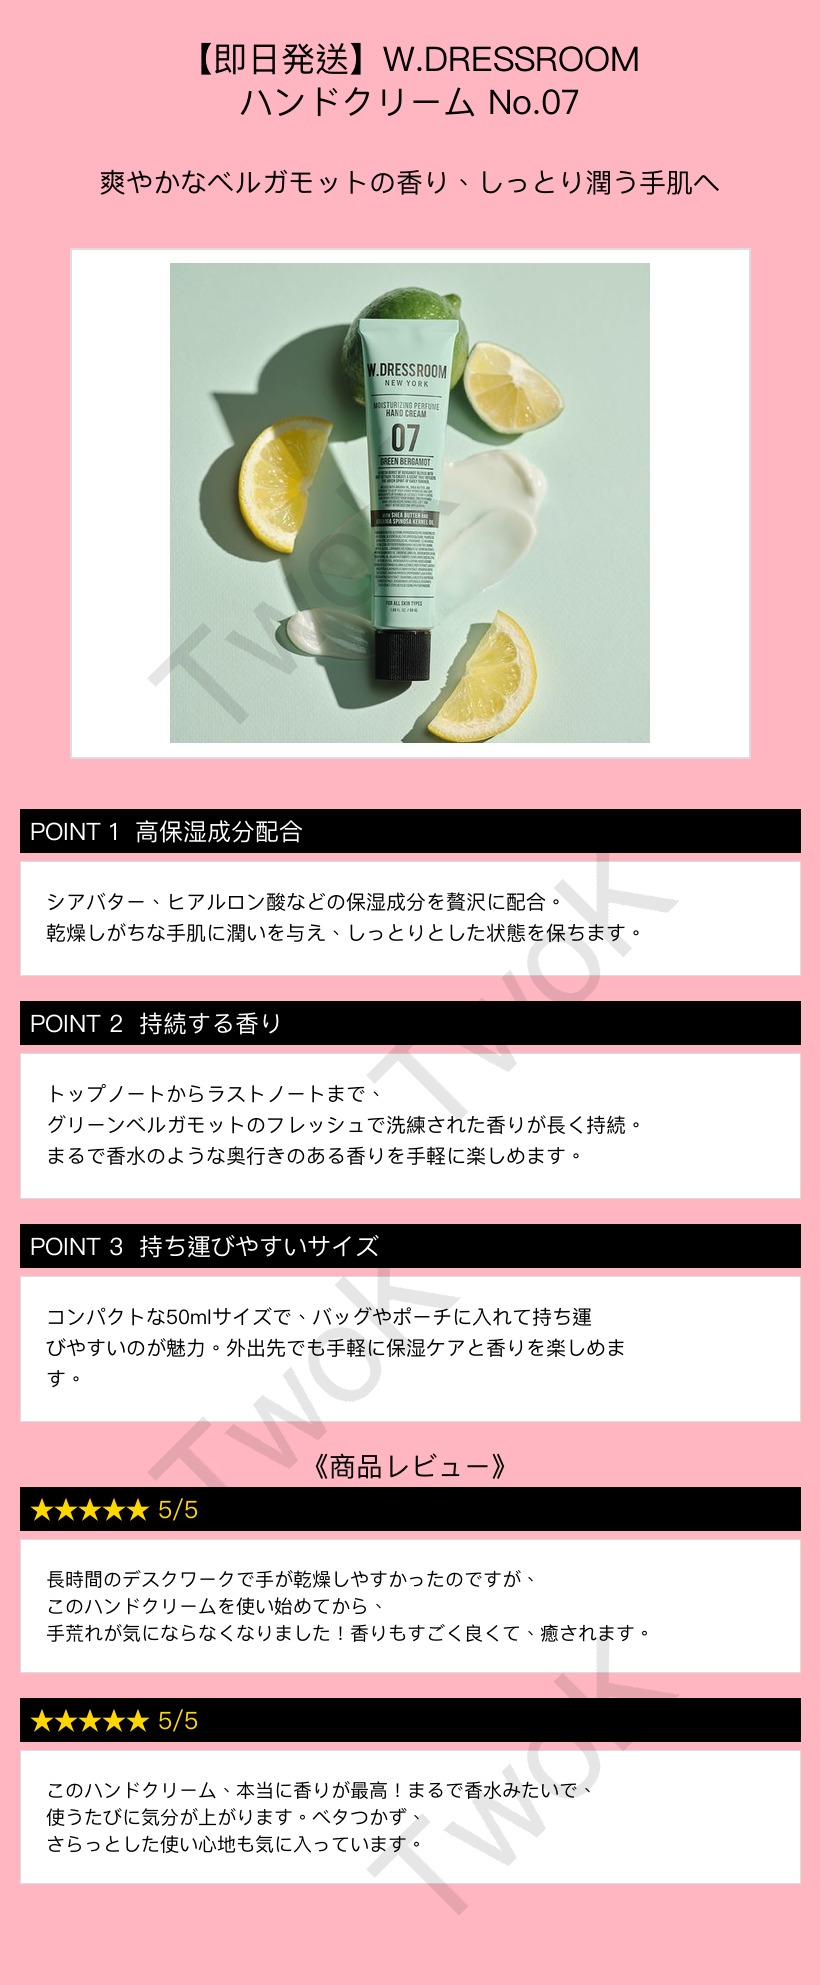 【即日発送】W.DRESSROOM
ハンドクリーム No.07
爽やかなベルガモットの香り、しっとり潤う手肌へ
W.DRESSROOM
NEW YORK
MOISTURIZING PERFUME
HAND CREAM
07
GREEN BERGAMOT
WITH SHEA BUTTER AND
ARGANIA SPINOSA KERNEL OIL
FOR ALL SKIN TYPES
TwoK
POINT 1 高保湿成分配合
シアバター、ヒアルロン酸などの保湿成分を贅沢に配合。
乾燥しがちな手肌に潤いを与え、しっとりとした状態を保ちます。
TwoK
POINT 2 持続する香り
トップノートからラストノートまで、
グリーンベルガモットのフレッシュで洗練された香りが長く持続。
まるで香水のような奥行きのある香りを手軽に楽しめます。
POINT 3 持ち運びやすいサイズ
コンパクトな50mlサイズで、バッグやポーチに入れて持ち運
びやすいのが魅力。外出先でも手軽に保湿ケアと香りを楽しめま
す。
TwoK
《商品レビュー》
★★★★★ 5/5
長時間のデスクワークで手が乾燥しやすかったのですが、
このハンドクリームを使い始めてから、
手荒れが気にならなくなりました！香りもすごく良くて、癒されます。
★★★★★ 5/5
このハンドクリーム、本当に香りが最高！まるで香水みたいで、
使うたびに気分が上がります。ベタつかず、
さらっとした使い心地も気に入っています。
TwoK